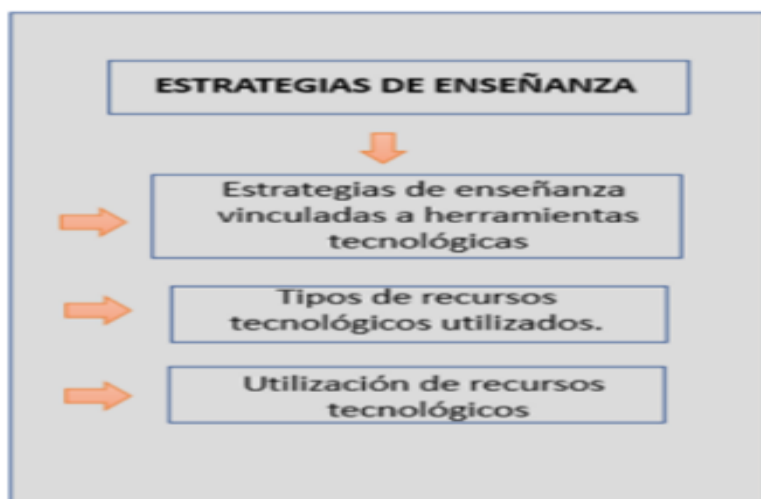 ESTRATEGIAS DE ENSEÑANZA
Estrategias de enseñanza
vinculadas a herramientas
tecnológicas
Tipos de recursos
tecnológicos utilizados.
Utilización de recursos
tecnológicos